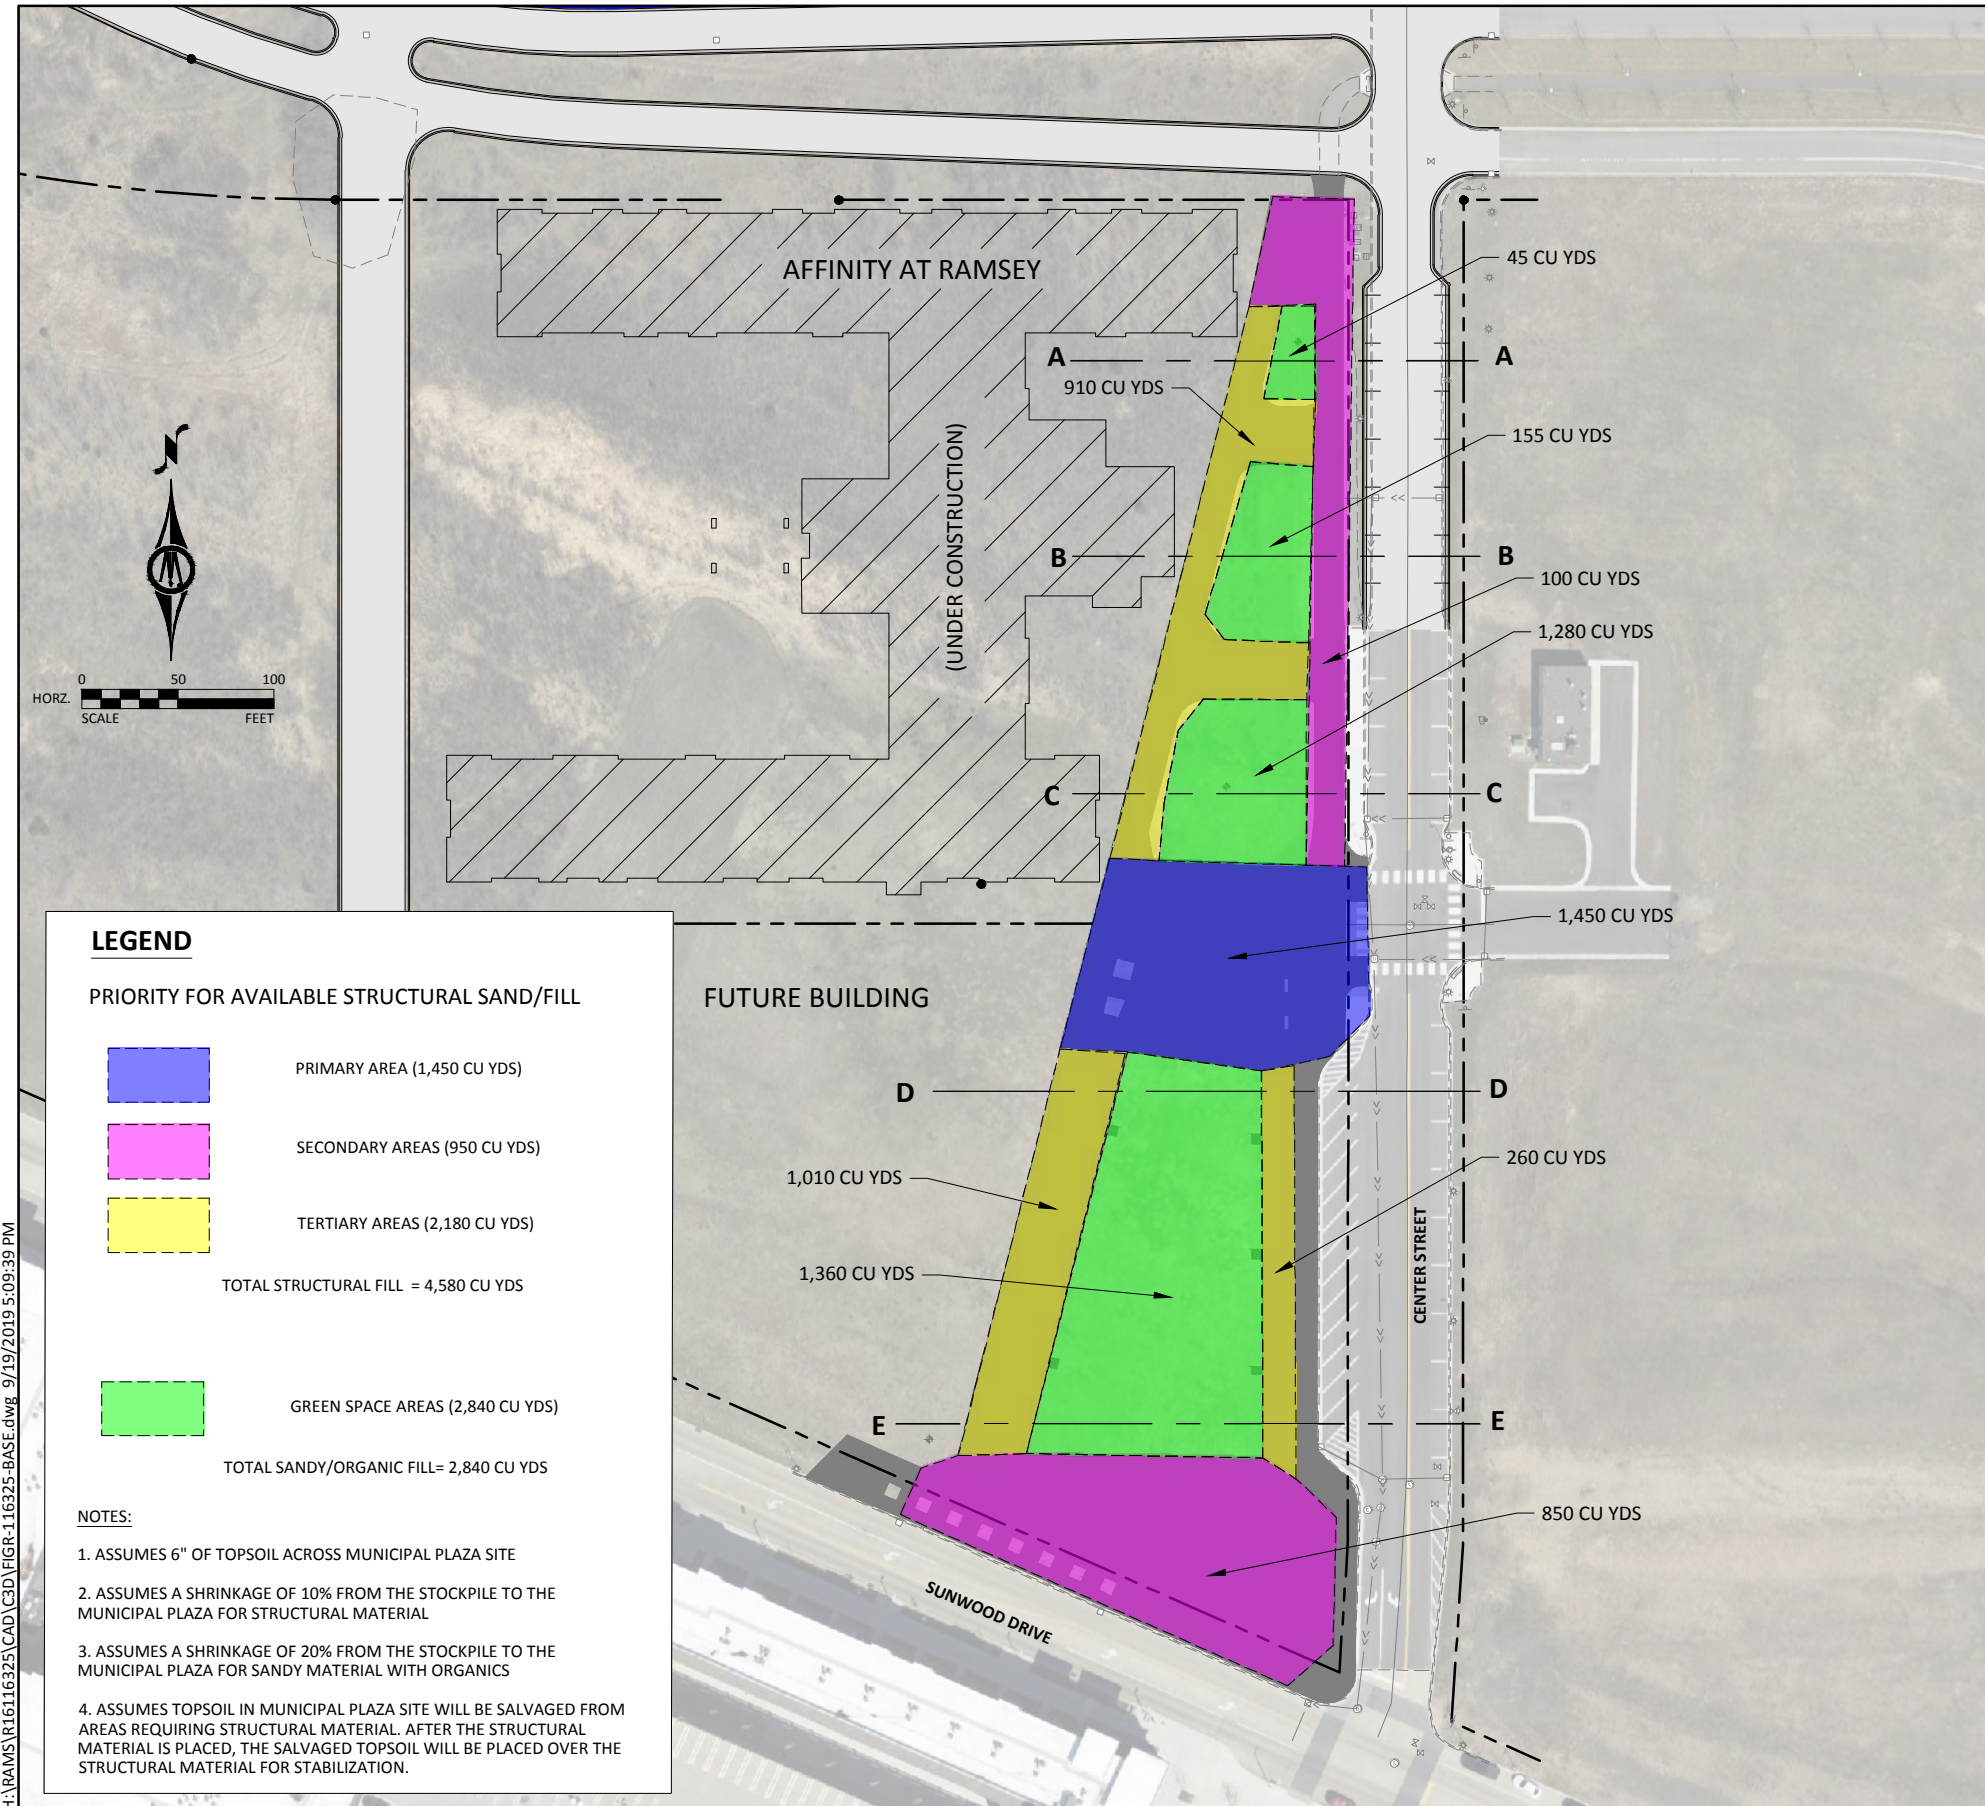 AFFINITY AT RAMSEY
(UNDER CONSTRUCTION)
45 CU YDS
A
A
910 CU YDS
155 CU YDS
B
B
100 CU YDS
1,280 CU YDS
N
0 50 100
HORZ.
SCALE FEET
C
C
1,450 CU YDS
FUTURE BUILDING
D
D
1,010 CU YDS
260 CU YDS
1,360 CU YDS
CENTER STREET
E
E
850 CU YDS
SUNWOOD DRIVE
LEGEND
PRIORITY FOR AVAILABLE STRUCTURAL SAND/FILL
PRIMARY AREA (1,450 CU YDS)
SECONDARY AREAS (950 CU YDS)
TERTIARY AREAS (2,180 CU YDS)
TOTAL STRUCTURAL FILL = 4,580 CU YDS
GREEN SPACE AREAS (2,840 CU YDS)
TOTAL SANDY/ORGANIC FILL= 2,840 CU YDS
NOTES:
1. ASSUMES 6" OF TOPSOIL ACROSS MUNICIPAL PLAZA SITE
2. ASSUMES A SHRINKAGE OF 10% FROM THE STOCKPILE TO THE
MUNICIPAL PLAZA FOR STRUCTURAL MATERIAL
3. ASSUMES A SHRINKAGE OF 20% FROM THE STOCKPILE TO THE
MUNICIPAL PLAZA FOR SANDY MATERIAL WITH ORGANICS
4. ASSUMES TOPSOIL IN MUNICIPAL PLAZA SITE WILL BE SALVAGED FROM
AREAS REQUIRING STRUCTURAL MATERIAL. AFTER THE STRUCTURAL
MATERIAL IS PLACED, THE SALVAGED TOPSOIL WILL BE PLACED OVER THE
STRUCTURAL MATERIAL FOR STABILIZATION.
H:\RAMS\R16116325\CAD\C3D\FIGR-116325-BASE.dwg 9/19/2019 5:09:39 PM